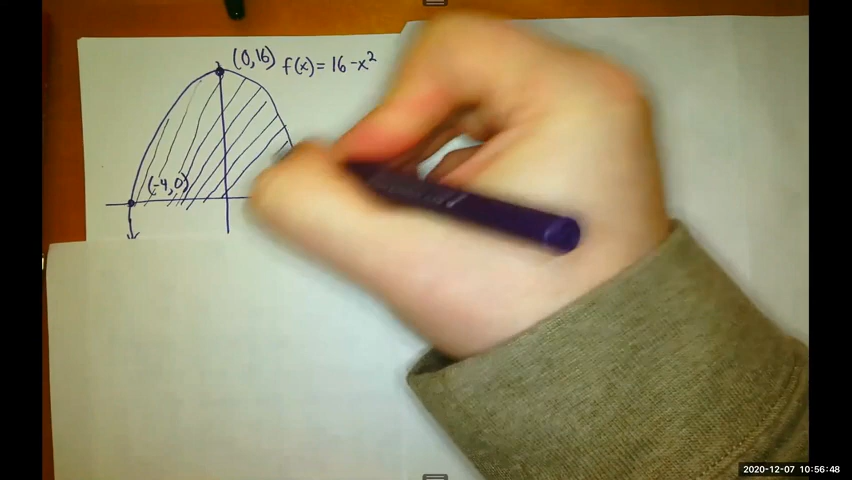 (0,16) f(x) = 16-x²
(-4,0)
2020-12-07 10:56:48